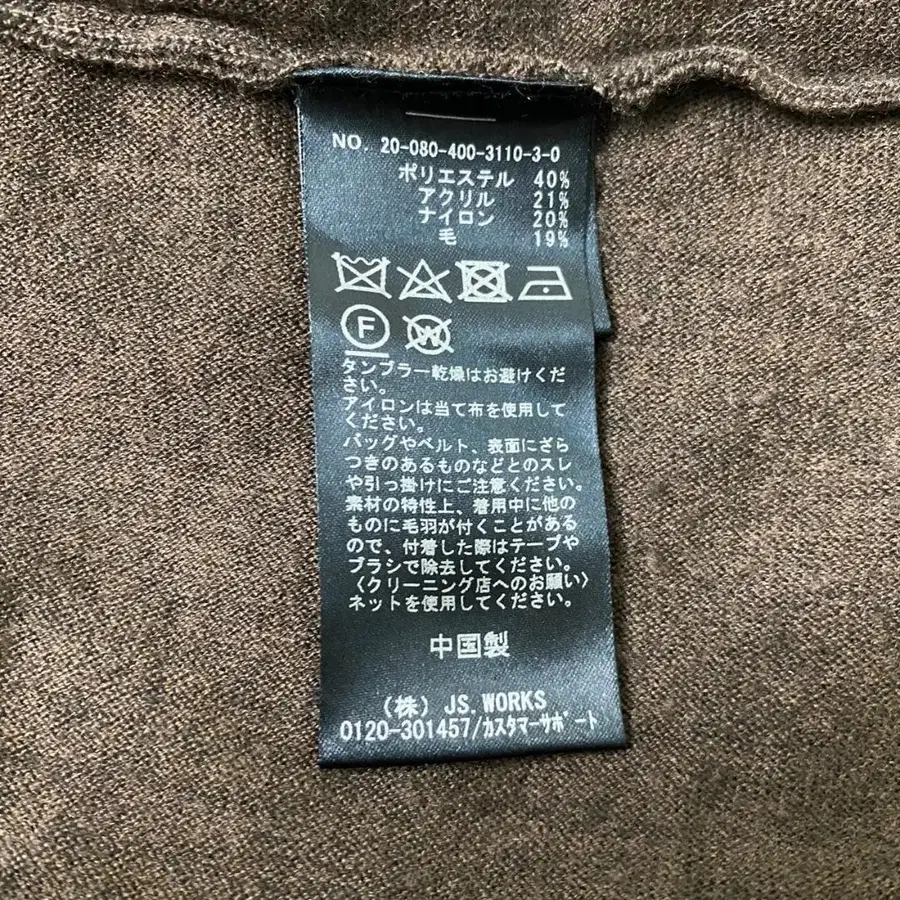 NO. 20-080-400-3110-3-0
ポリエステル 40%
アクリル 21%
ナイロン 20%
毛 19%
F W
タンブラー乾燥はお避けくだ
さい。
アイロンは当て布を使用して
ください。
バッグやベルト、表面にざら
つきのあるものなどとのスレ
や引っ掛けにご注意ください。
素材の特性上、着用中に他の
ものに毛羽が付くことがある
ので、付着した際はテープや
ブラシで除去してください。
〈クリーニング店へのお願い〉
ネットを使用してください。
中国製
(株) JS.WORKS
0120-301457/カスタマーサポート